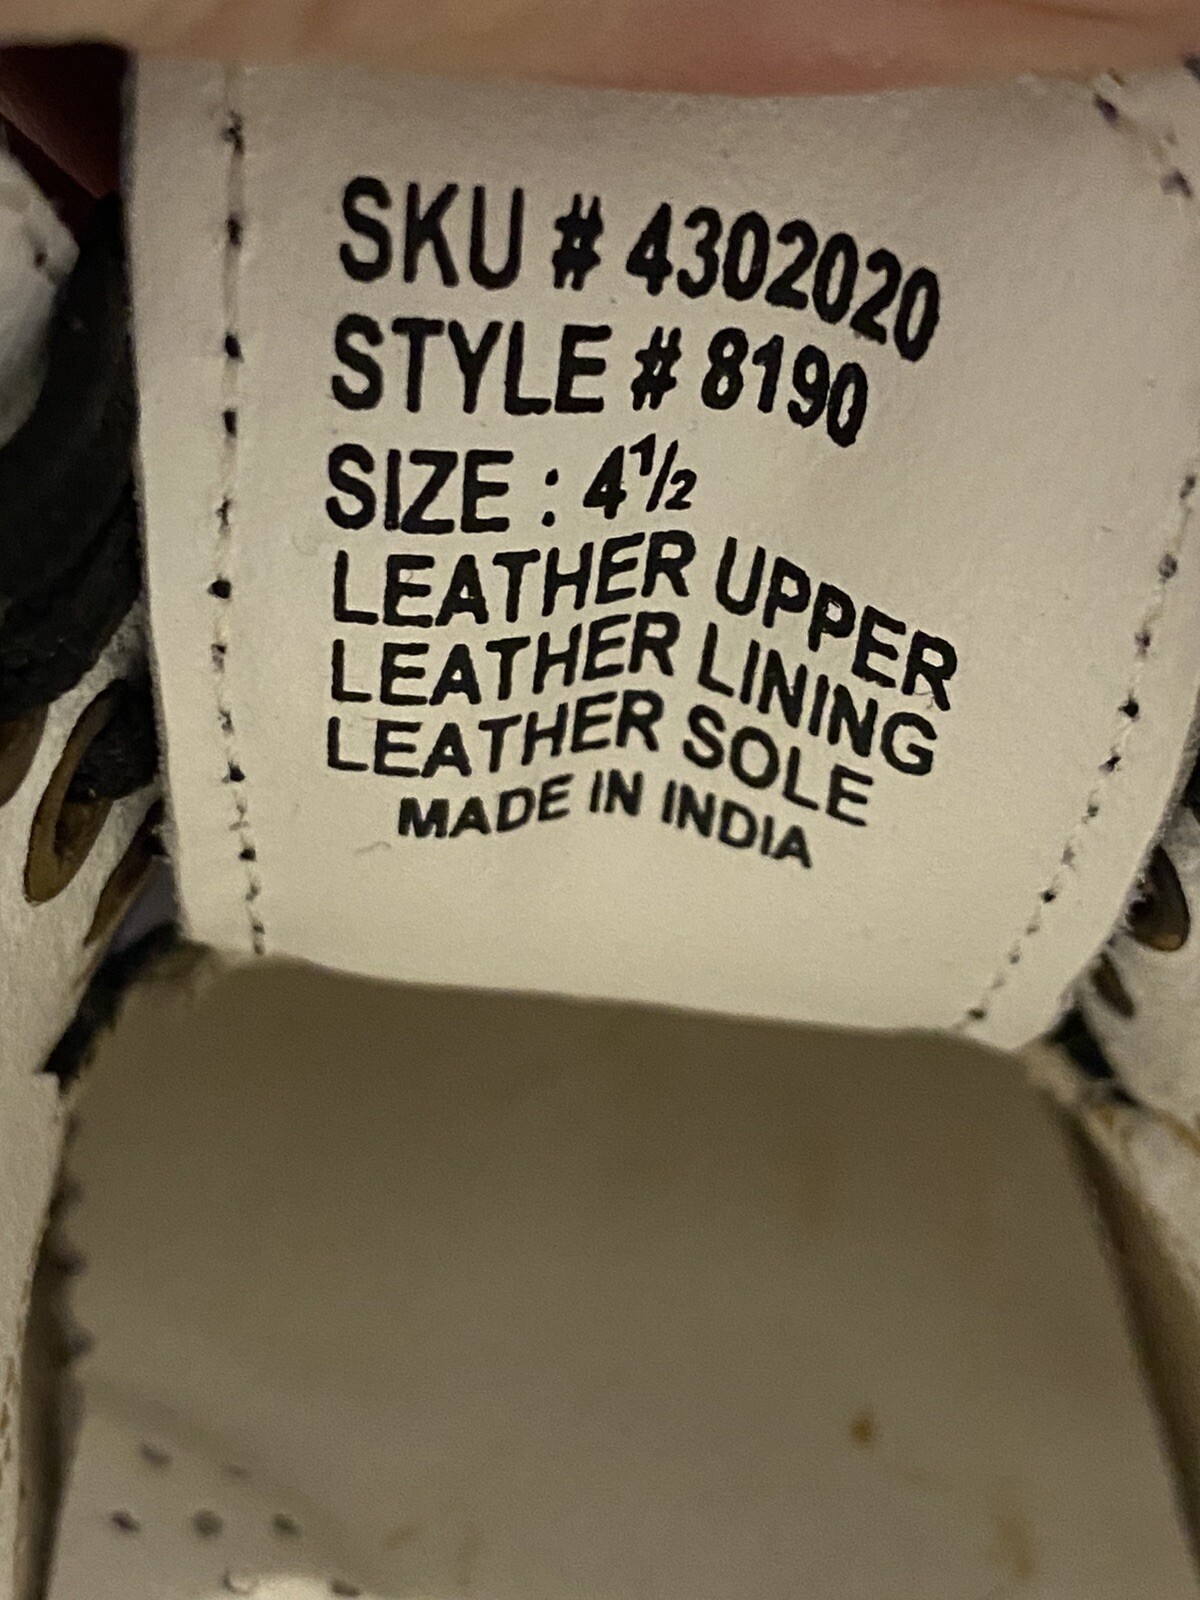 SKU # 4302020
STYLE # 8190
SIZE : 4½
LEATHER UPPER
LEATHER LINING
LEATHER SOLE
MADE IN INDIA